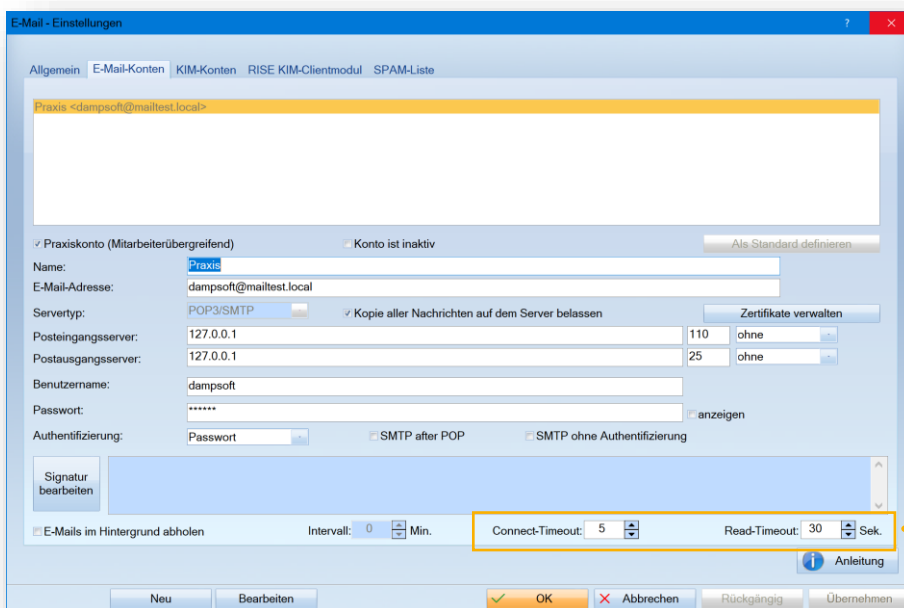 E-Mail - Einstellungen ?
Allgemein E-Mail-Konten KIM-Konten RISE KIM-Clientmodul SPAM-Liste
Praxis <dampsoft@mailtest.local>
Praxiskonto (Mitarbeiterübergreifend) Konto ist inaktiv Als Standard definieren
Name: Praxis
E-Mail-Adresse: dampsoft@mailtest.local
Servertyp: POP3/SMTP Kopie aller Nachrichten auf dem Server belassen Zertifikate verwalten
Posteingangsserver: 127.0.0.1 110 ohne
Postausgangsserver: 127.0.0.1 25 ohne
Benutzername: dampsoft
Passwort: ****** anzeigen
Authentifizierung: Passwort SMTP after POP SMTP ohne Authentifizierung
Signatur
bearbeiten
E-Mails im Hintergrund abholen Intervall: 0 Min. Connect-Timeout: 5 Read-Timeout: 30 Sek.
Anleitung
Neu Bearbeiten OK Abbrechen Rückgängig Übernehmen